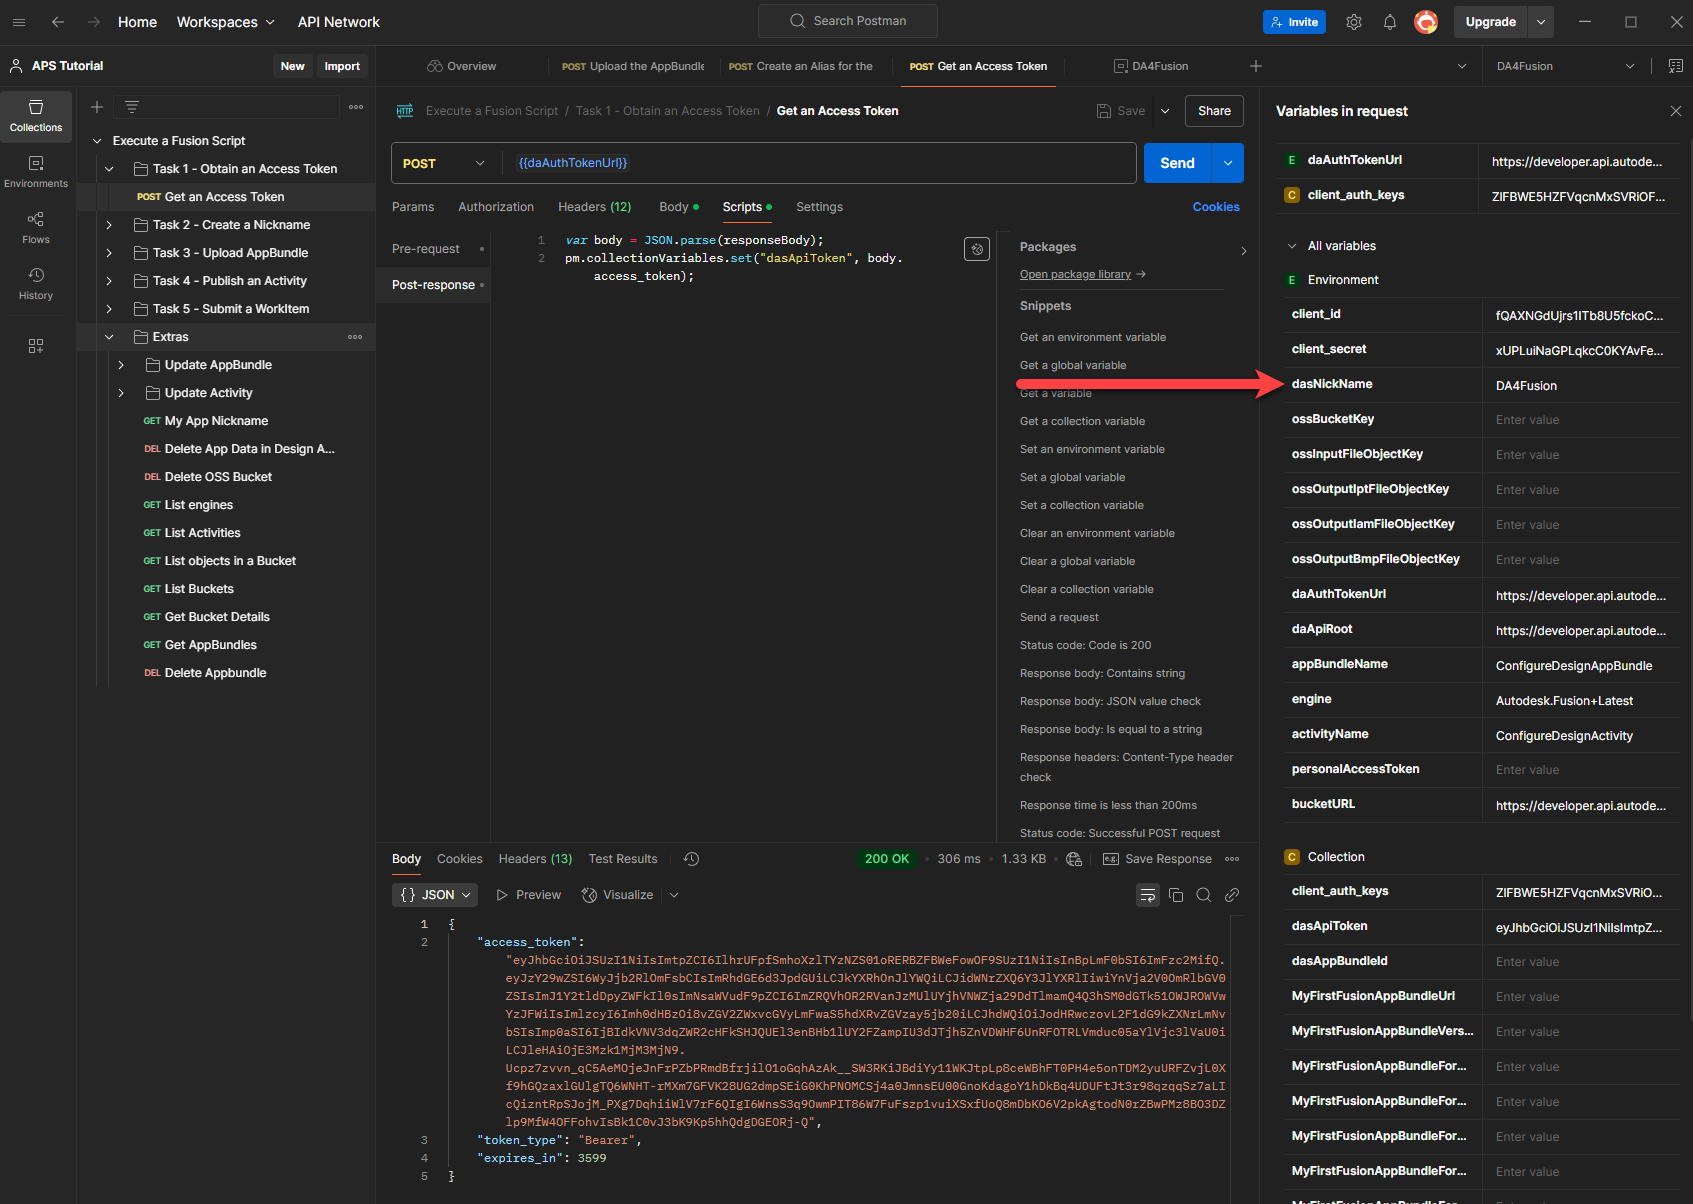 Home
Workspaces
API Network
Search Postman
Invite
Upgrade
APS Tutorial
New
Import
Overview
POST Upload the AppBundle
POST Create an Alias for the
POST Get an Access Token
DA4Fusion
DA4Fusion
Collections
Environments
Flows
History
Execute a Fusion Script
Task 1 - Obtain an Access Token
POST Get an Access Token
Task 2 - Create a Nickname
Task 3 - Upload AppBundle
Task 4 - Publish an Activity
Task 5 - Submit a WorkItem
Extras
Update AppBundle
Update Activity
GET My App Nickname
DEL Delete App Data in Design A...
DEL Delete OSS Bucket
GET List engines
GET List Activities
GET List objects in a Bucket
GET List Buckets
GET Get Bucket Details
GET Get AppBundles
DEL Delete Appbundle
HTTP Execute a Fusion Script / Task 1 - Obtain an Access Token / Get an Access Token
Save
Share
POST
{{daAuthTokenUrl}}
Send
Params
Authorization
Headers (12)
Body
Scripts
Settings
Cookies
Pre-request
Post-response
1 var body = JSON.parse(responseBody);
2 pm.collectionVariables.set("dasApiToken", body.
access_token);
Packages
Open package library →
Snippets
Get an environment variable
Get a global variable
Get a variable
Get a collection variable
Set an environment variable
Set a global variable
Set a collection variable
Clear an environment variable
Clear a global variable
Clear a collection variable
Send a request
Status code: Code is 200
Response body: Contains string
Response body: JSON value check
Response body: Is equal to a string
Response headers: Content-Type header
check
Response time is less than 200ms
Status code: Successful POST request
Body
Cookies
Headers (13)
Test Results
200 OK
306 ms
1.33 KB
e.g.
Save Response
{} JSON
Preview
Visualize
1 {
2 "access_token":
3 "token_type": "Bearer",
4 "expires_in": 3599
5 }
Variables in request
E daAuthTokenUrl https://developer.api.autode...
C client_auth_keys ZIFBWE5HZFVqcnMxSVRiOF...
All variables
E Environment
client_id fQAXNGdUjrs1ITb8U5fckoC...
client_secret xUPLuiNaGPLqkcC0KYAvFe...
dasNickName DA4Fusion
ossBucketKey Enter value
ossInputFileObjectKey Enter value
ossOutputIptFileObjectKey Enter value
ossOutputIamFileObjectKey Enter value
ossOutputBmpFileObjectKey Enter value
daAuthTokenUrl https://developer.api.autode...
daApiRoot https://developer.api.autode...
appBundleName ConfigureDesignAppBundle
engine Autodesk.Fusion+Latest
activityName ConfigureDesignActivity
personalAccessToken Enter value
bucketURL https://developer.api.autode...
C Collection
client_auth_keys ZIFBWE5HZFVqcnMxSVRiO...
dasApiToken eyJhbGciOiJSUzI1NiIsImtpZ...
dasAppBundleId Enter value
MyFirstFusionAppBundleUrl Enter value
MyFirstFusionAppBundleVers... Enter value
MyFirstFusionAppBundleFor... Enter value
MyFirstFusionAppBundleFor... Enter value
MyFirstFusionAppBundleFor... Enter value
MyFirstFusionAppBundleFor... Enter value